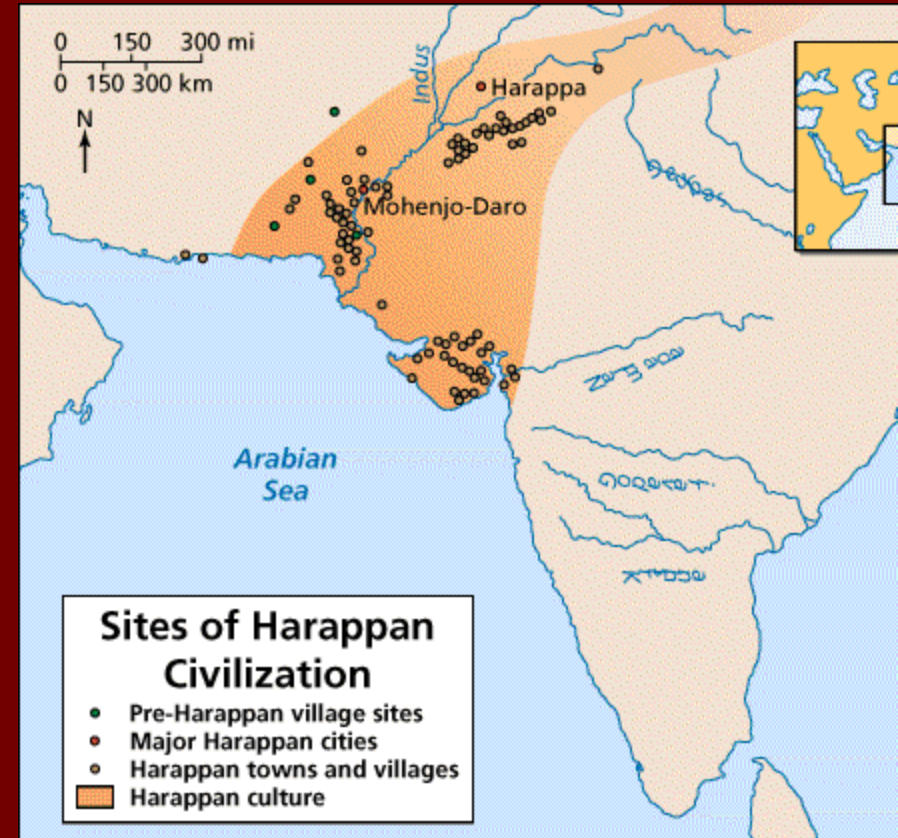 0 150 300 mi
0 150 300 km
N
Indus
Harappa
Mohenjo-Daro
Arabian
Sea
Sites of Harappan
Civilization
Pre-Harappan village sites
Major Harappan cities
Harappan towns and villages
Harappan culture